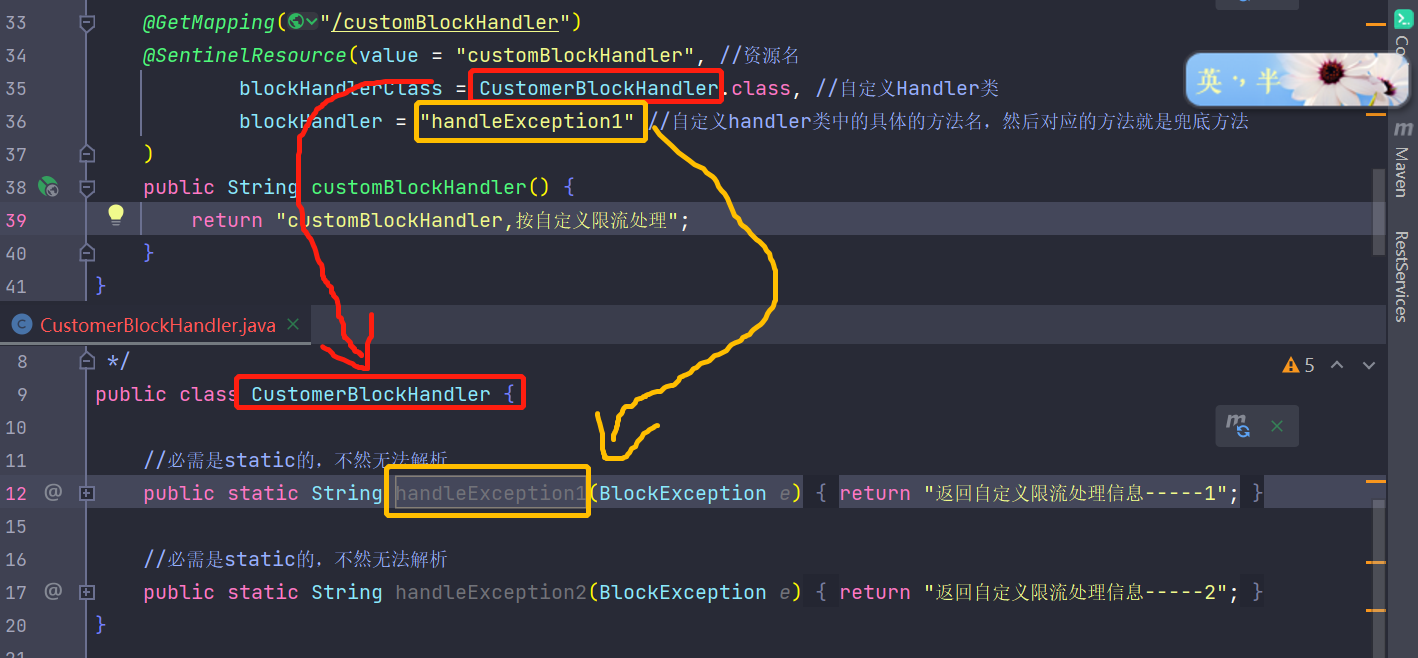 33 @GetMapping("/customBlockHandler")
34 @SentinelResource(value = "customBlockHandler", //资源名
35 blockHandlerClass = CustomerBlockHandler.class, //自定义Handler类
36 blockHandler = "handleException1" //自定义handler类中的具体的方法名，然后对应的方法就是兜底方法
37 )
38 public String customBlockHandler() {
39 return "customBlockHandler,按自定义限流处理";
40 }
41 }
CustomerBlockHandler.java
8 */
5
9 public class CustomerBlockHandler {
10
11 //必需是static的，不然无法解析
12 public static String handleException1(BlockException e) { return "返回自定义限流处理信息-----1"; }
15
16 //必需是static的，不然无法解析
17 public static String handleException2(BlockException e) { return "返回自定义限流处理信息-----2"; }
20 }
英 半
Maven
RestServices